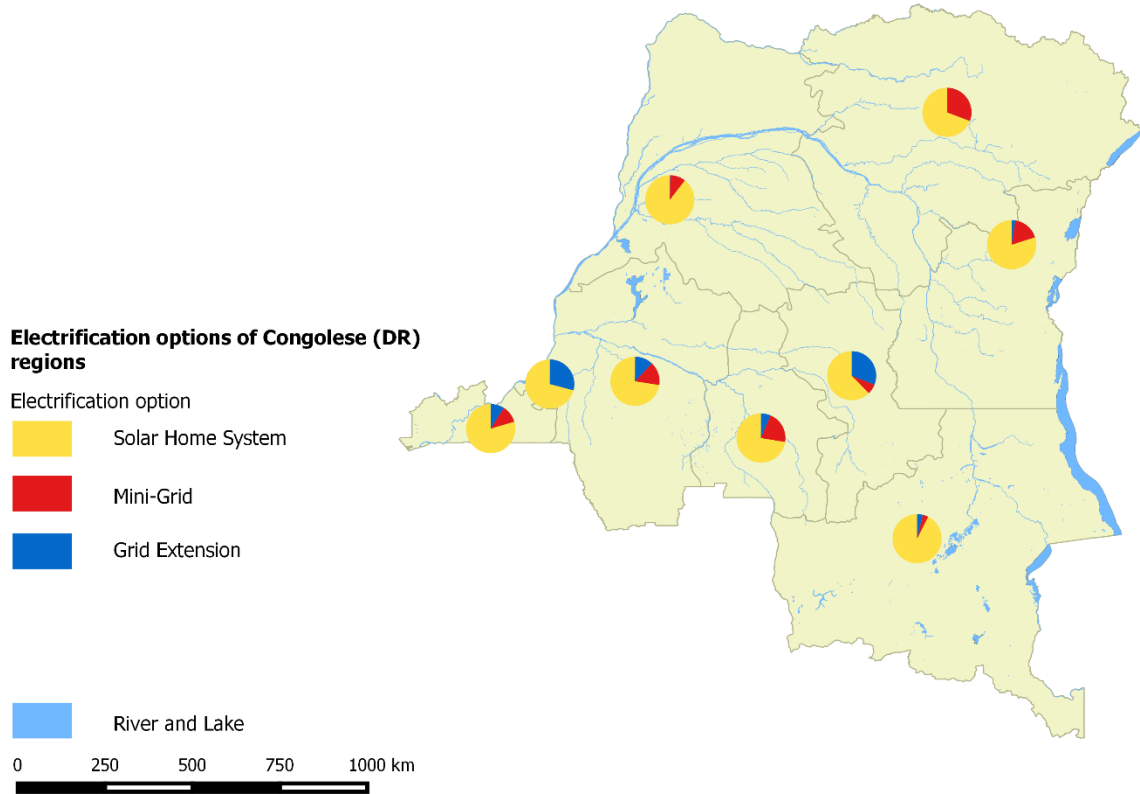 Electrification options of Congolese (DR)
regions
Electrification option
Solar Home System
Mini-Grid
Grid Extension
River and Lake
0 250 500 750 1000 km